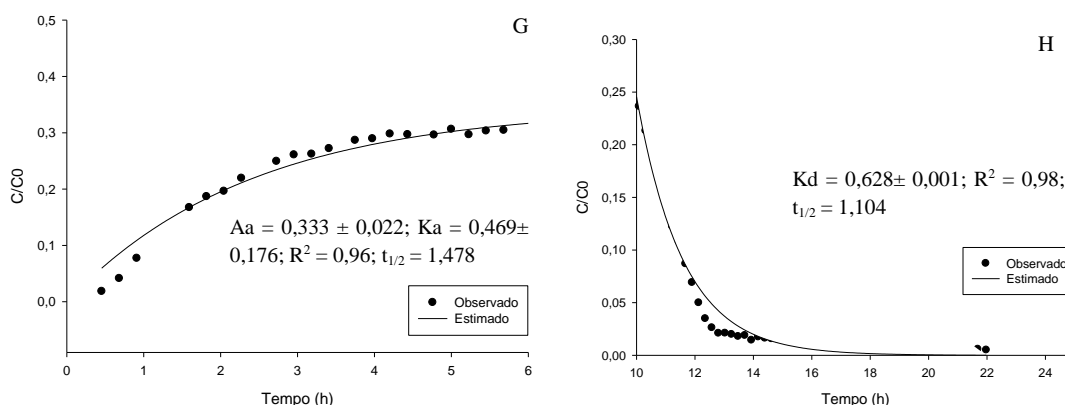 G
0,5
0,4
0,3
0,2
0,1
0,0
C/C0
Aa = 0,333 ± 0,022; Ka = 0,469±
0,176; R² = 0,96; t1/2 = 1,478
Observado
Estimado
0 1 2 3 4 5 6
Tempo (h)
H
0,30
0,25
0,20
0,15
0,10
0,05
0,00
C/C0
Kd = 0,628± 0,001; R² = 0,98;
t1/2 = 1,104
Observado
Estimado
10 12 14 16 18 20 22 24
Tempo (h)